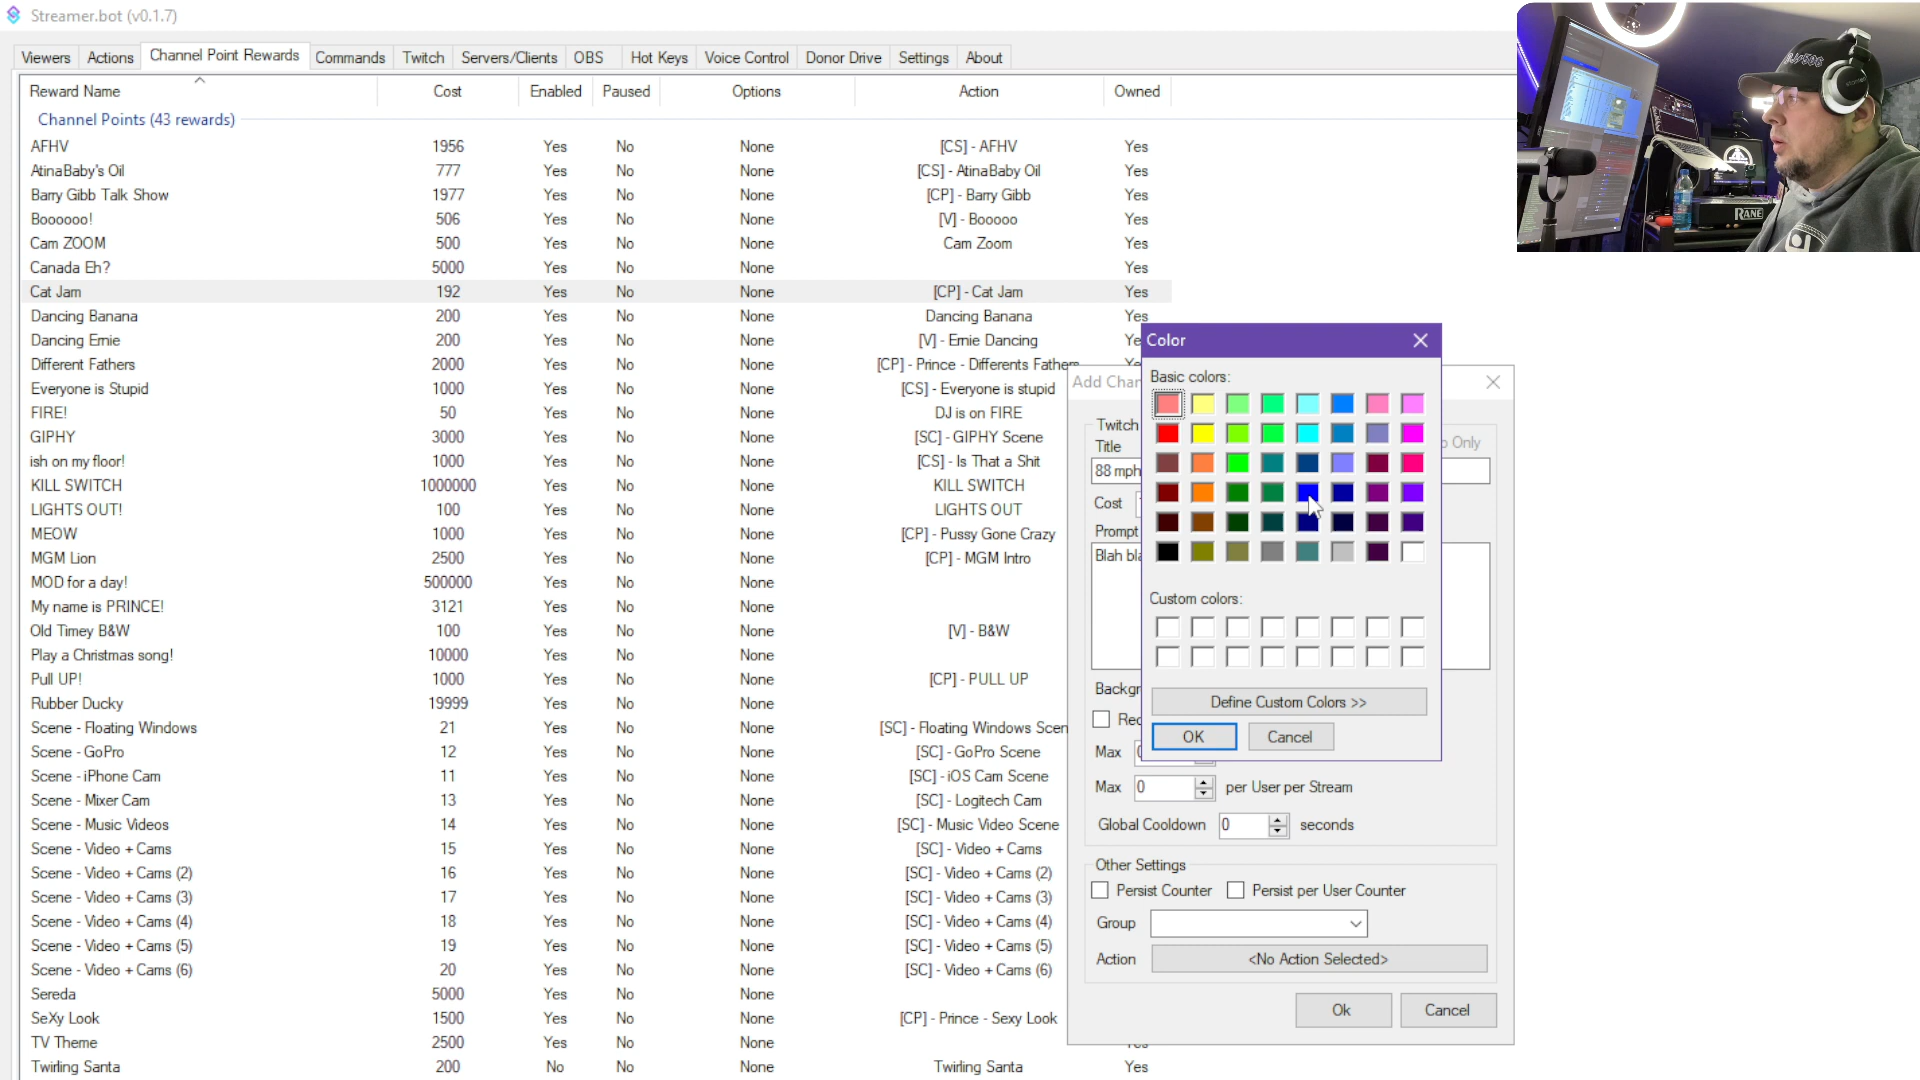 Streamer.bot (v0.1.7)
Viewers Actions Channel Point Rewards Commands Twitch Servers/Clients OBS Hot Keys Voice Control Donor Drive Settings About
Reward Name Cost Enabled Paused Options Action Owned
Channel Points (43 rewards)
AFHV 1956 Yes No None [CS] - AFHV Yes
AtinaBaby's Oil 777 Yes No None [CS] - AtinaBaby Oil Yes
Barry Gibb Talk Show 1977 Yes No None [CP] - Barry Gibb Yes
Boooooo! 506 Yes No None [V] - Booooo Yes
Cam ZOOM 500 Yes No None Cam Zoom Yes
Canada Eh? 5000 Yes No None Yes
Cat Jam 192 Yes No None [CP] - Cat Jam Yes
Dancing Banana 200 Yes No None Dancing Banana Yes
Dancing Ernie 200 Yes No None [V] - Ernie Dancing Ye
Different Fathers 2000 Yes No None [CP] - Prince - Differents Fathem
Everyone is Stupid 1000 Yes No None [CS] - Everyone is stupid
FIRE! 50 Yes No None DJ is on FIRE
GIPHY 3000 Yes No None [SC] - GIPHY Scene
ish on my floor! 1000 Yes No None [CS] - Is That a Shit
KILL SWITCH 1000000 Yes No None KILL SWITCH
LIGHTS OUT! 100 Yes No None LIGHTS OUT
MEOW 1000 Yes No None [CP] - Pussy Gone Crazy
MGM Lion 2500 Yes No None [CP] - MGM Intro
MOD for a day! 500000 Yes No None
My name is PRINCE! 3121 Yes No None
Old Timey B&W 100 Yes No None [V] - B&W
Play a Christmas song! 10000 Yes No None
Pull UP! 1000 Yes No None [CP] - PULL UP
Rubber Ducky 19999 Yes No None
Scene - Floating Windows 21 Yes No None [SC] - Floating Windows Scen
Scene - GoPro 12 Yes No None [SC] - GoPro Scene
Scene - iPhone Cam 11 Yes No None [SC] - iOS Cam Scene
Scene - Mixer Cam 13 Yes No None [SC] - Logitech Cam
Scene - Music Videos 14 Yes No None [SC] - Music Video Scene
Scene - Video + Cams 15 Yes No None [SC] - Video + Cams
Scene - Video + Cams (2) 16 Yes No None [SC] - Video + Cams (2)
Scene - Video + Cams (3) 17 Yes No None [SC] - Video + Cams (3)
Scene - Video + Cams (4) 18 Yes No None [SC] - Video + Cams (4)
Scene - Video + Cams (5) 19 Yes No None [SC] - Video + Cams (5)
Scene - Video + Cams (6) 20 Yes No None [SC] - Video + Cams (6)
Sereda 5000 Yes No None
SeXy Look 1500 Yes No None [CP] - Prince - Sexy Look
TV Theme 2500 Yes No None Yes
Twirling Santa 200 No No None Twirling Santa Yes
Add Char
Twitch
Title
o Only
88 mph
Cost
Prompt
Blah bla
Backgr
Rec
Max
Max 0 per User per Stream
Global Cooldown 0 seconds
Other Settings
Persist Counter Persist per User Counter
Group
Action <No Action Selected>
Ok Cancel
Color
Basic colors:
Custom colors:
Define Custom Colors >>
OK Cancel
RANE